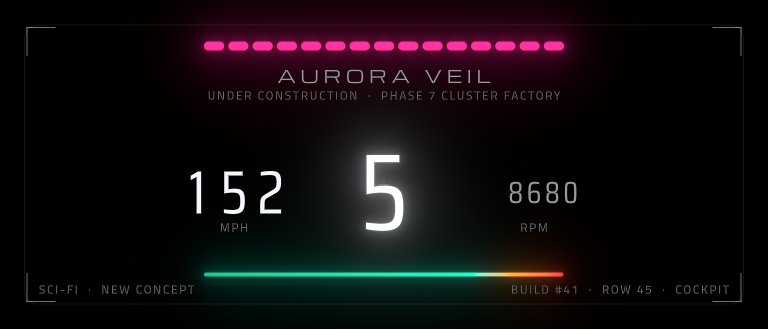 AURORA VEIL
UNDER CONSTRUCTION · PHASE 7 CLUSTER FACTORY
152
MPH
5
8680
RPM
SCI-FI · NEW CONCEPT
BUILD #41 · ROW 45 · COCKPIT